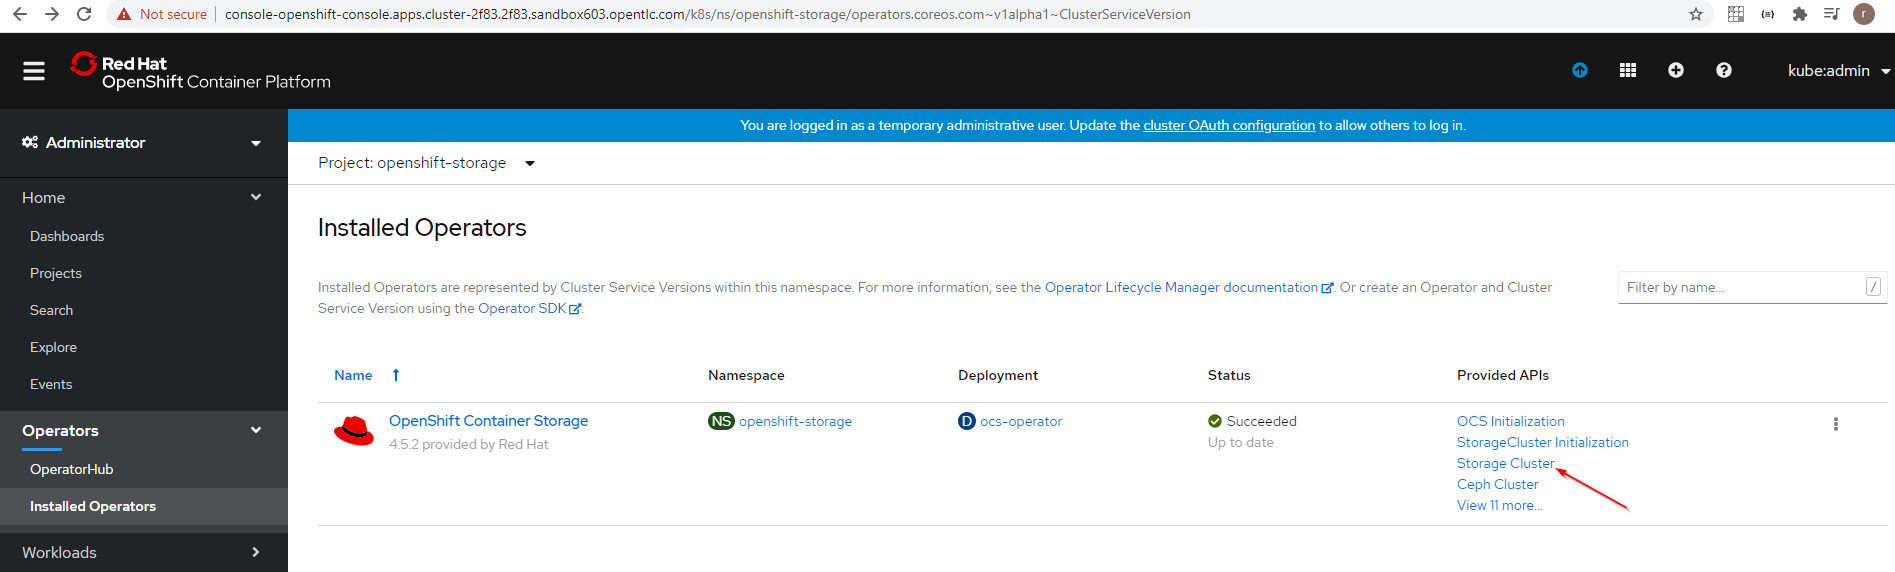 Not secure | console-openshift-console.apps.cluster-2f83.2f83.sandbox603.opentlc.com/k8s/ns/openshift-storage/operators.coreos.com~v1alpha1~ClusterServiceVersion
r
Red Hat
OpenShift Container Platform
kube:admin
Administrator
You are logged in as a temporary administrative user. Update the cluster OAuth configuration to allow others to log in.
Project: openshift-storage
Home
Dashboards
Projects
Search
Explore
Events
Operators
OperatorHub
Installed Operators
Workloads
Installed Operators
Installed Operators are represented by Cluster Service Versions within this namespace. For more information, see the Operator Lifecycle Manager documentation. Or create an Operator and Cluster
Service Version using the Operator SDK.
Filter by name...
/
Name
Namespace
Deployment
Status
Provided APIs
OpenShift Container Storage
4.5.2 provided by Red Hat
NS openshift-storage
D ocs-operator
Succeeded
Up to date
OCS Initialization
StorageCluster Initialization
Storage Cluster
Ceph Cluster
View 11 more...